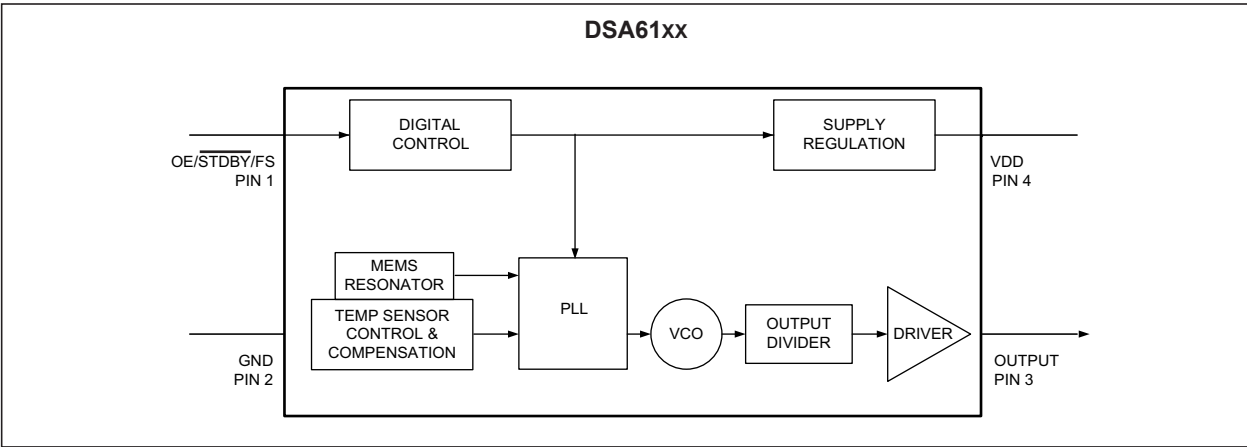 DSA61xx
DIGITAL
CONTROL
SUPPLY
REGULATION
OE/STDBY/FS
PIN 1
VDD
PIN 4
MEMS
RESONATOR
TEMP SENSOR
CONTROL &
COMPENSATION
PLL
VCO
OUTPUT
DIVIDER
DRIVER
GND
PIN 2
OUTPUT
PIN 3